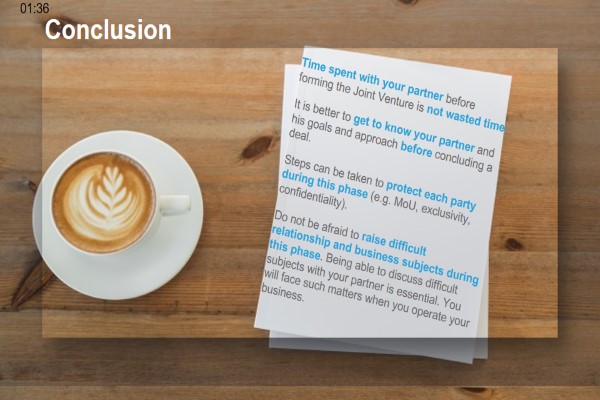 01:36
Conclusion
Time spent with your partner before
forming the Joint Venture is not wasted time
It is better to get to know your partner and
his goals and approach before concluding a
deal.
Steps can be taken to protect each party
during this phase (e.g. MoU, exclusivity,
confidentiality).
Do not be afraid to raise difficult
relationship and business subjects during
this phase. Being able to discuss difficult
subjects with your partner is essential. You
will face such matters when you operate your
business.